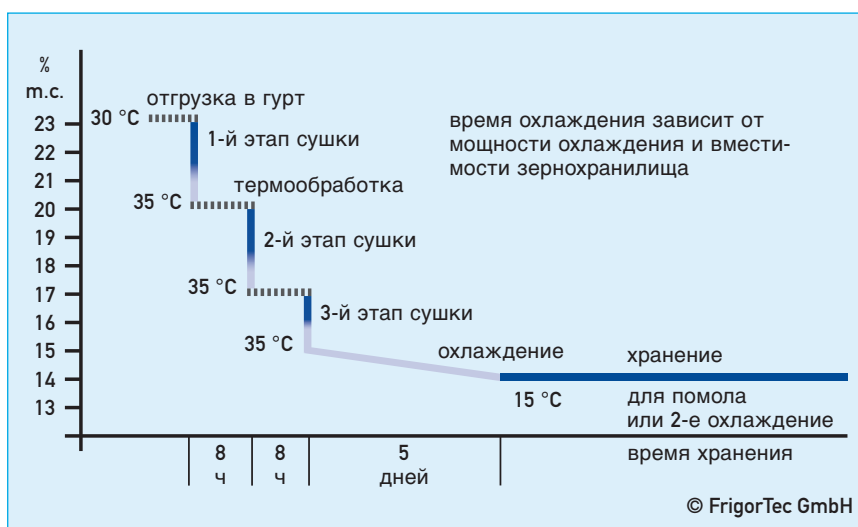 %
m.c.
23
22
21
20
19
18
17
16
15
14
13
30 °C
отгрузка в гурт
1-й этап сушки
время охлаждения зависит от
мощности охлаждения и вмести-
мости зернохранилища
35 °C
термообработка
2-й этап сушки
35 °C
3-й этап сушки
35 °C
охлаждение
хранение
15 °C
для помола
или 2-е охлаждение
8
ч
8
ч
5
дней
время хранения
© FrigorTec GmbH